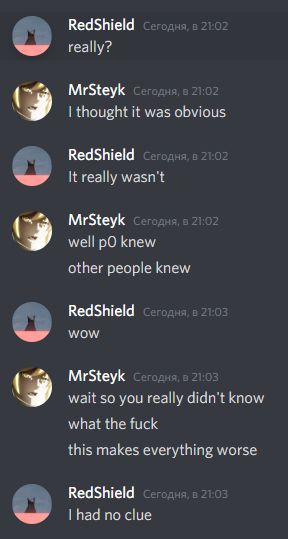 RedShield Сегодня, в 21:02
really?
MrSteyk Сегодня, в 21:02
I thought it was obvious
RedShield Сегодня, в 21:02
It really wasn't
MrSteyk Сегодня, в 21:02
well p0 knew
other people knew
RedShield Сегодня, в 21:03
wow
MrSteyk Сегодня, в 21:03
wait so you really didn't know
what the fuck
this makes everything worse
RedShield Сегодня, в 21:03
I had no clue